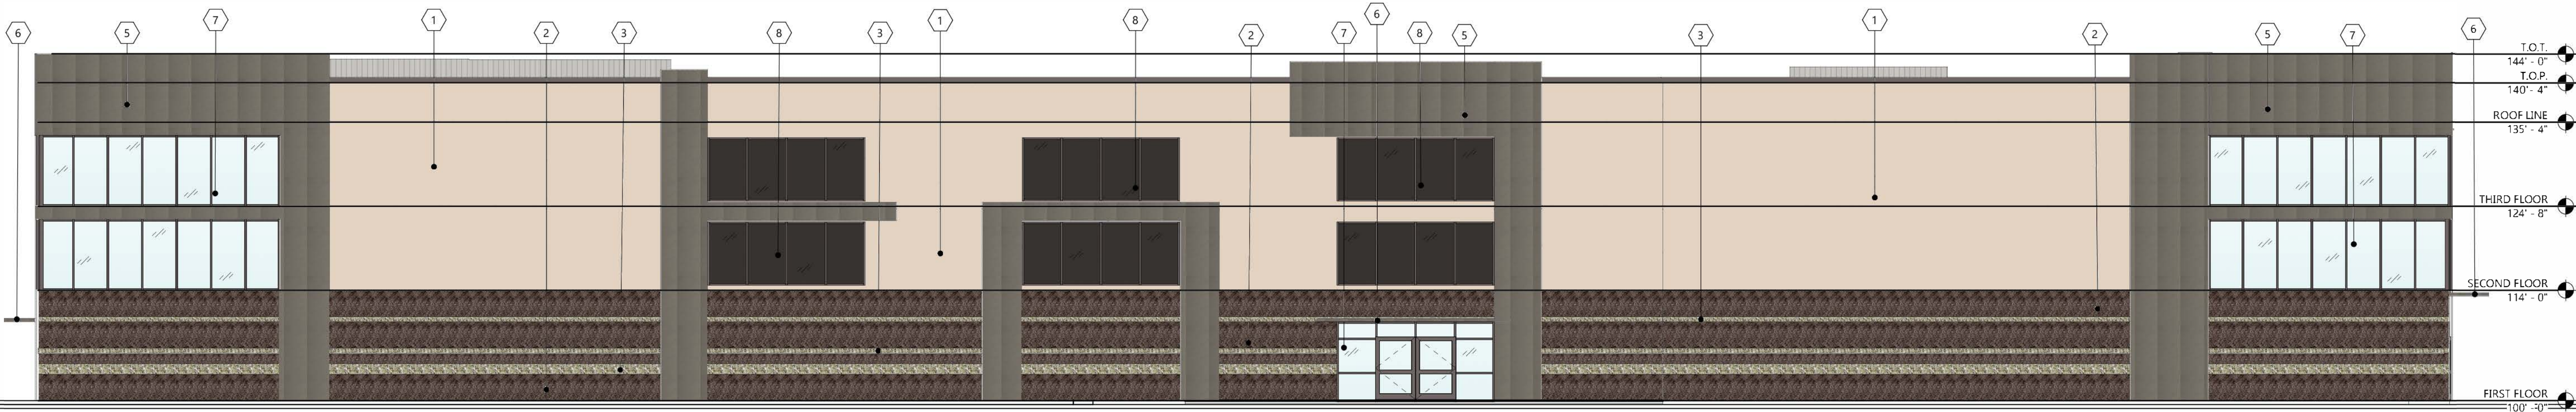 6 5 7 1 2 3 8 3 1 8 2 7 6 8 5 3 1 2 5 7 6
T.O.T.
144' - 0"
T.O.P.
140' - 4"
ROOF LINE
135' - 4"
THIRD FLOOR
124' - 8"
SECOND FLOOR
114' - 0"
FIRST FLOOR
100' - 0"